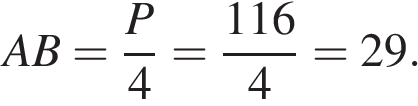 AB = P/4 = 116/4 = 29.